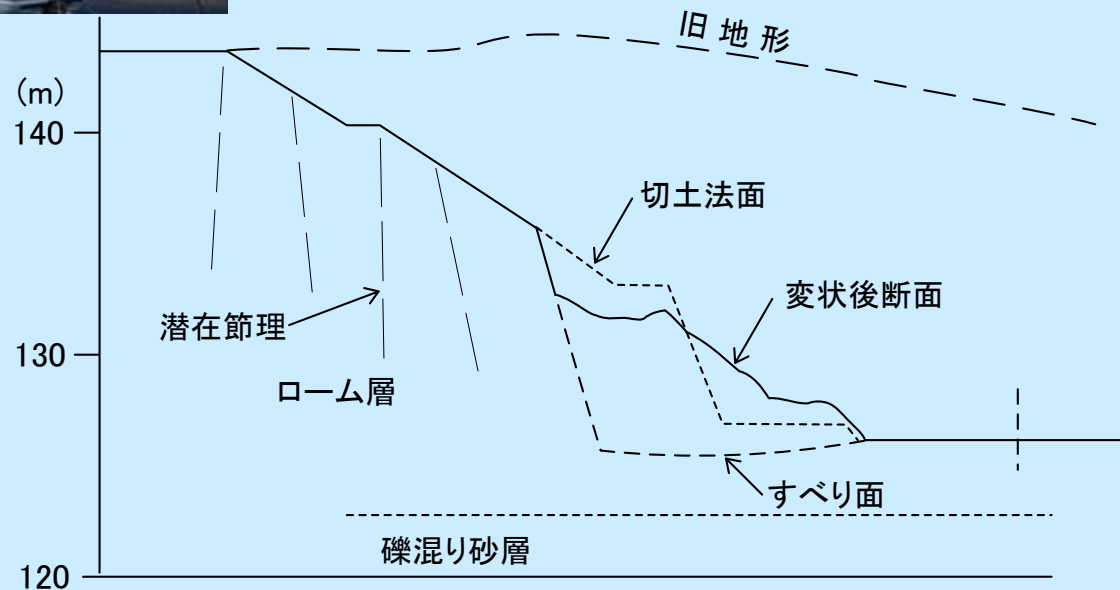 旧地形
(m)
140
切土法面
変状後断面
潜在節理
130
ローム層
すべり面
礫混り砂層
120